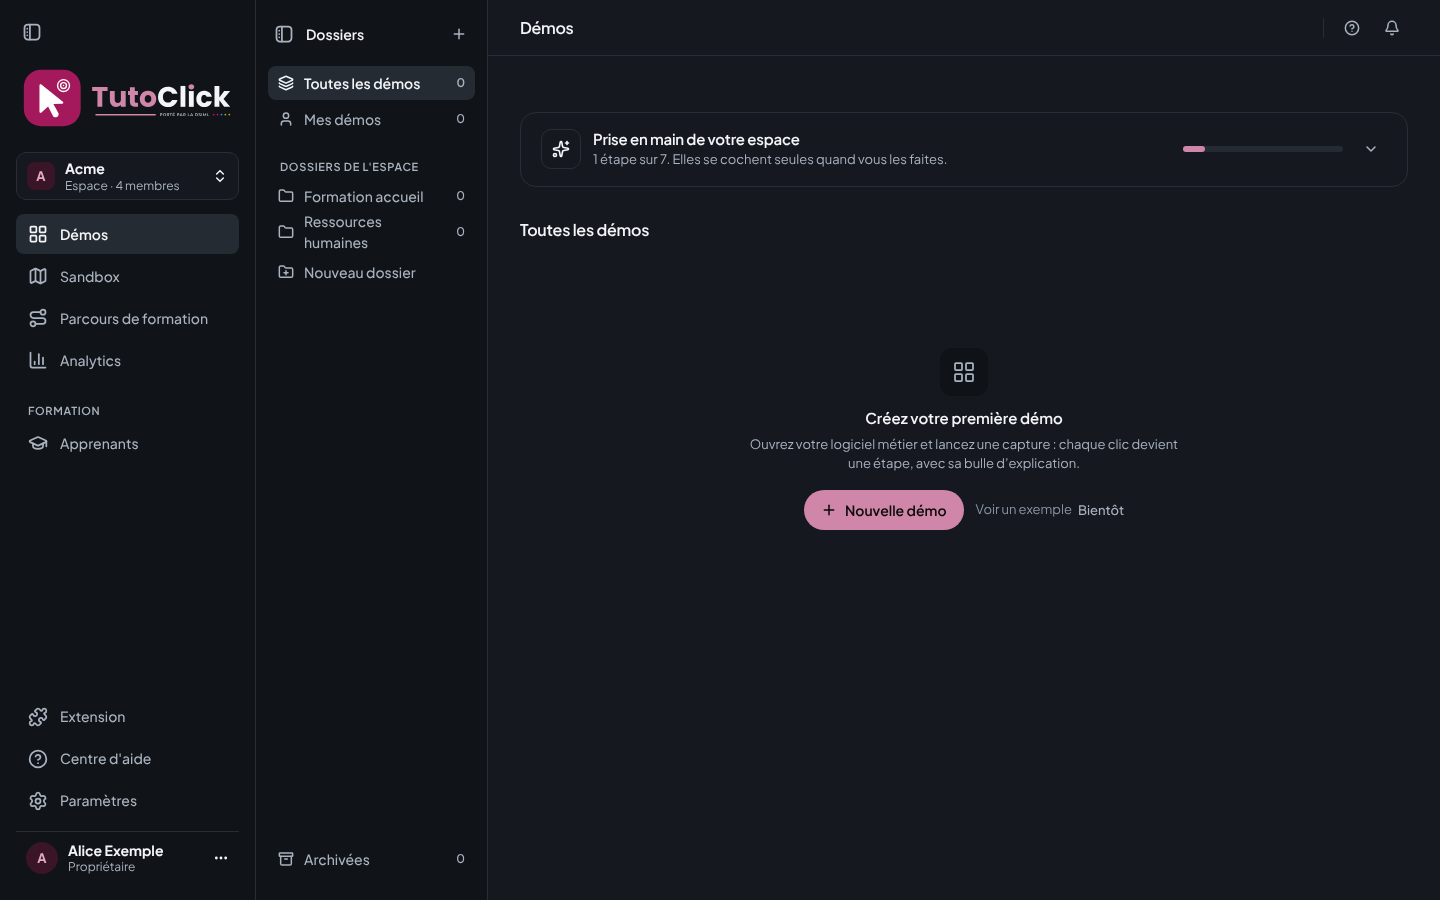 TutoClick
PORTÉ PAR LA DSIML
A
Acme
Espace · 4 membres
Démos
Sandbox
Parcours de formation
Analytics
FORMATION
Apprenants
Extension
Centre d'aide
Paramètres
A
Alice Exemple
Propriétaire
Dossiers
Toutes les démos 0
Mes démos 0
DOSSIERS DE L'ESPACE
Formation accueil 0
Ressources
humaines 0
Nouveau dossier
Archivées 0
Démos
Prise en main de votre espace
1 étape sur 7. Elles se cochent seules quand vous les faites.
Toutes les démos
Créez votre première démo
Ouvrez votre logiciel métier et lancez une capture : chaque clic devient
une étape, avec sa bulle d'explication.
Nouvelle démo Voir un exemple Bientôt